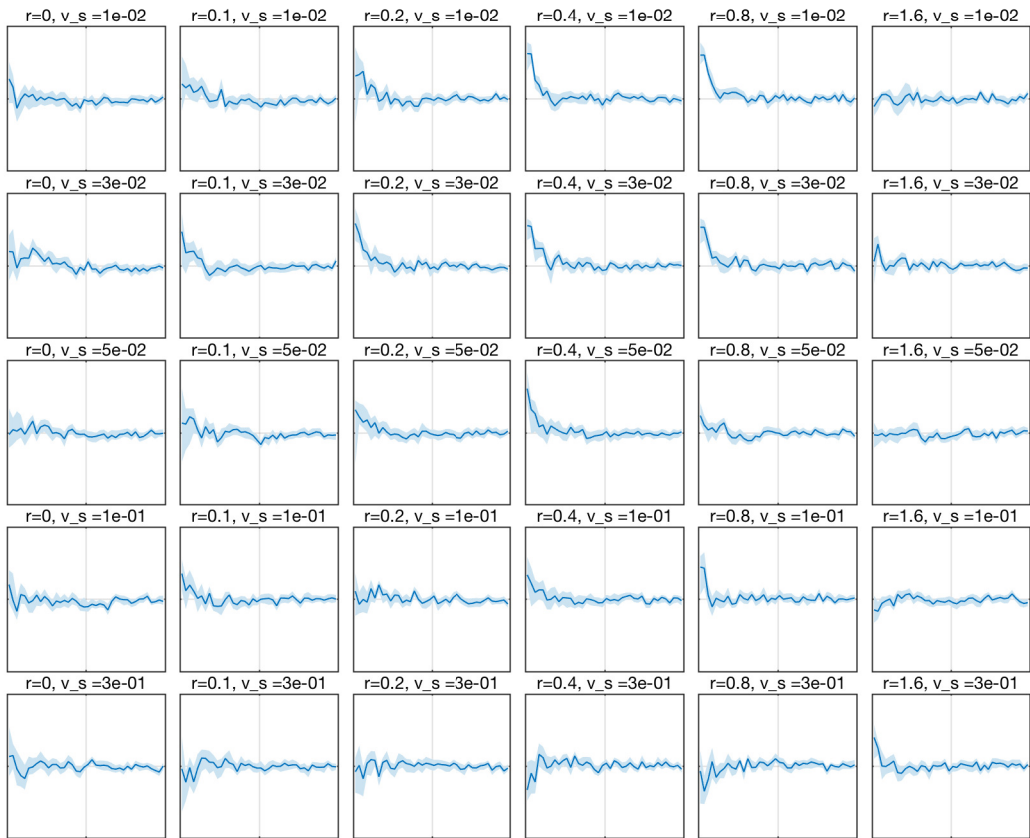 r=0, v_s =1e-02 r=0.1, v_s =1e-02 r=0.2, v_s =1e-02 r=0.4, v_s =1e-02 r=0.8, v_s =1e-02 r=1.6, v_s =1e-02
r=0, v_s =3e-02 r=0.1, v_s =3e-02 r=0.2, v_s =3e-02 r=0.4, v_s =3e-02 r=0.8, v_s =3e-02 r=1.6, v_s =3e-02
r=0, v_s =5e-02 r=0.1, v_s =5e-02 r=0.2, v_s =5e-02 r=0.4, v_s =5e-02 r=0.8, v_s =5e-02 r=1.6, v_s =5e-02
r=0, v_s =1e-01 r=0.1, v_s =1e-01 r=0.2, v_s =1e-01 r=0.4, v_s =1e-01 r=0.8, v_s =1e-01 r=1.6, v_s =1e-01
r=0, v_s =3e-01 r=0.1, v_s =3e-01 r=0.2, v_s =3e-01 r=0.4, v_s =3e-01 r=0.8, v_s =3e-01 r=1.6, v_s =3e-01